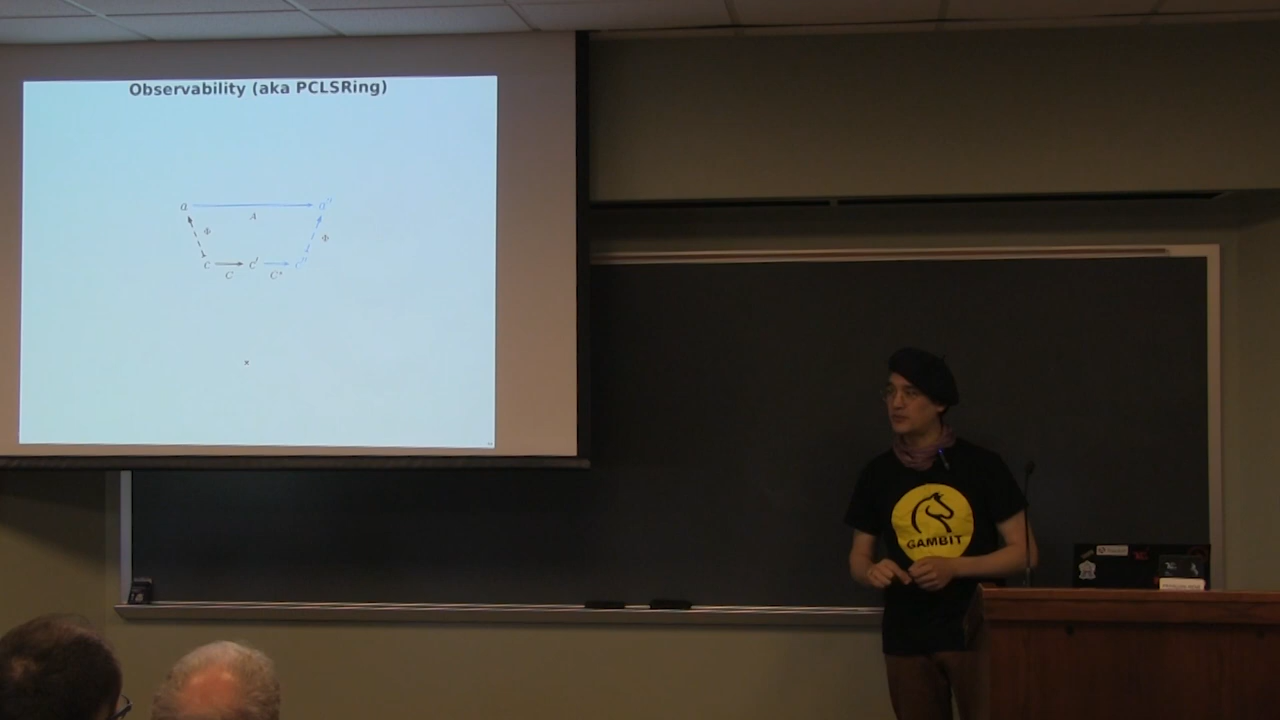 Observability (aka PCLSRing)
a a''
A
Φ Φ
c c' c''
C C*
GAMBIT